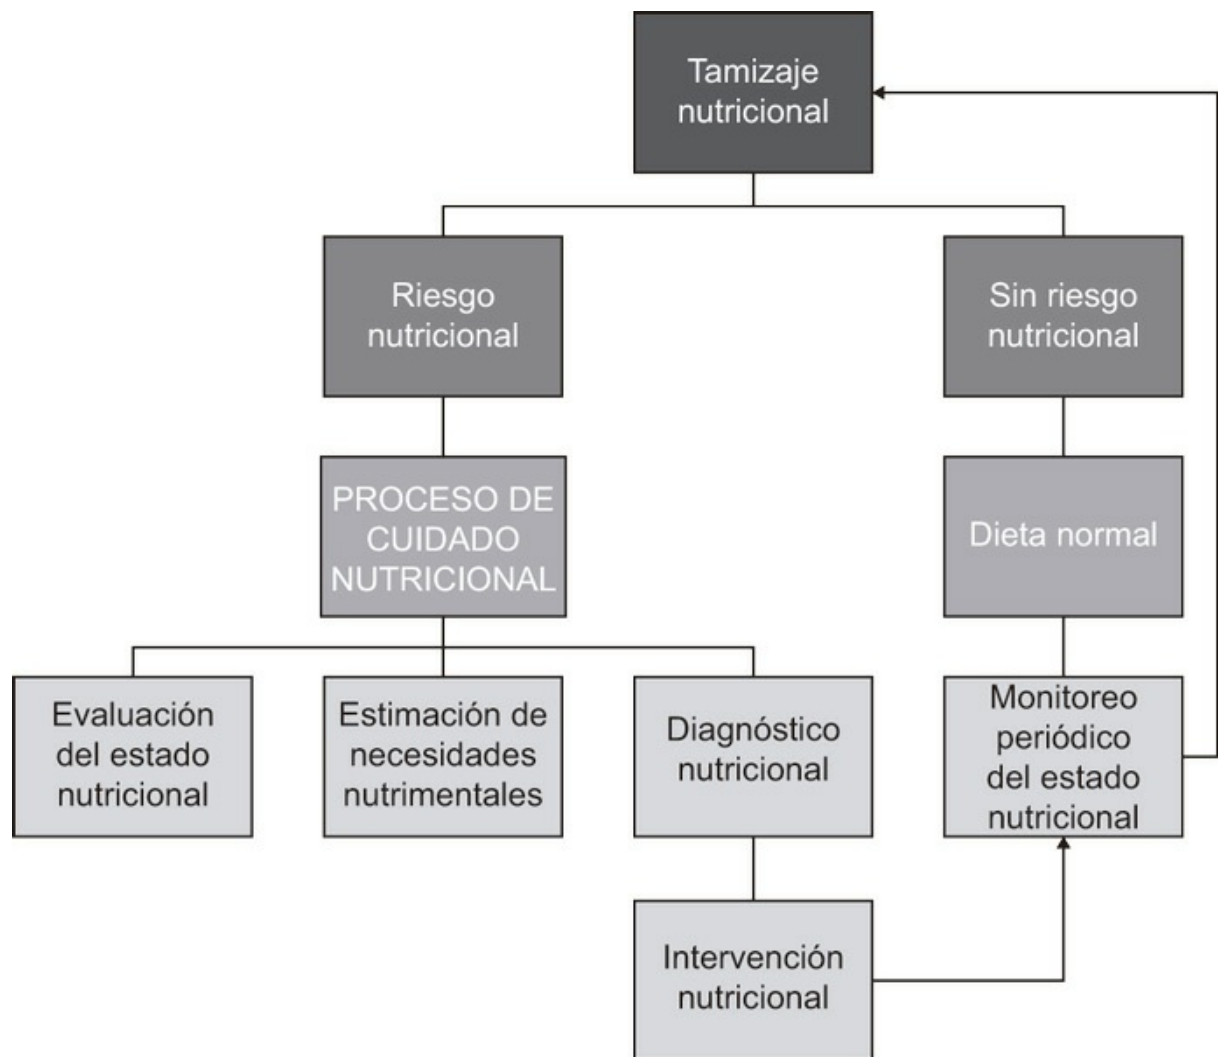 Tamizaje
nutricional
Riesgo
nutricional
Sin riesgo
nutricional
PROCESO DE
CUIDADO
NUTRICIONAL
Dieta normal
Evaluación
del estado
nutricional
Estimación de
necesidades
nutrimentales
Diagnóstico
nutricional
Monitoreo
periódico
del estado
nutricional
Intervención
nutricional